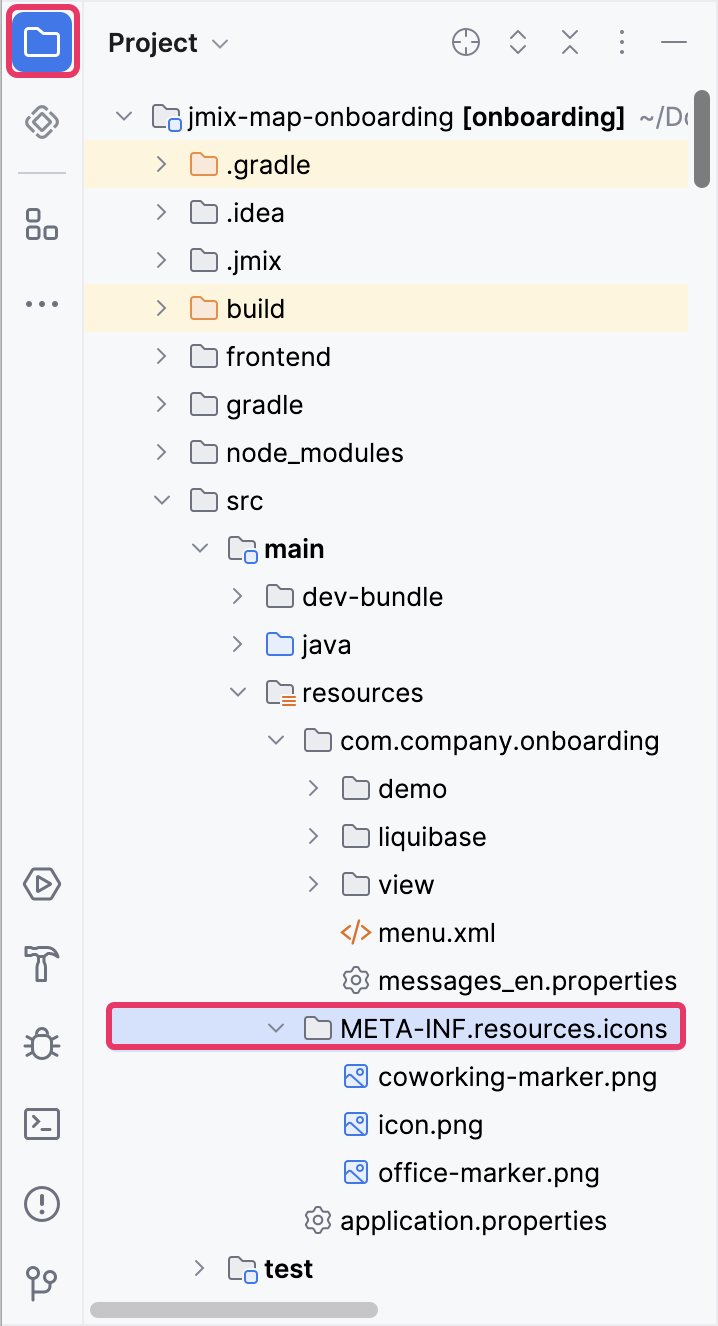 Project
jmix-map-onboarding [onboarding] ~/Do
.gradle
.idea
.jmix
build
frontend
gradle
node_modules
src
main
dev-bundle
java
resources
com.company.onboarding
demo
liquibase
view
menu.xml
messages_en.properties
META-INF.resources.icons
coworking-marker.png
icon.png
office-marker.png
application.properties
test